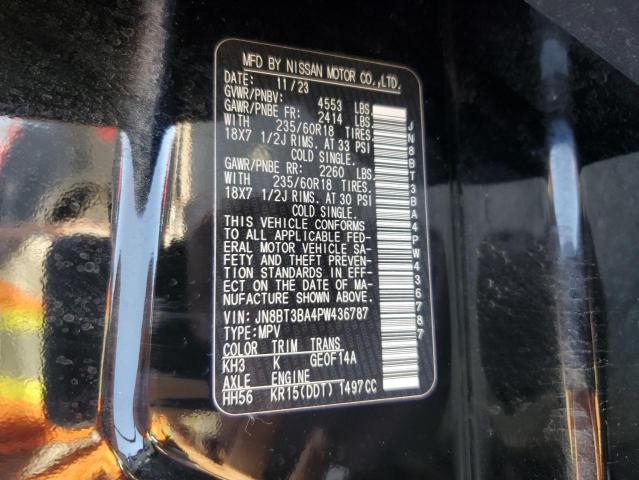 MFD BY NISSAN MOTOR CO.,LTD.
DATE: 11/23
GVWR/PNBV: 4553 LBS
GAWR/PNBE FR: 2414 LBS
WITH 235/60R18 TIRES.
18X7 1/2J RIMS. AT 33 PSI
COLD SINGLE.
GAWR/PNBE RR: 2260 LBS
WITH 235/60R18 TIRES.
18X7 1/2J RIMS. AT 30 PSI
COLD SINGLE.
THIS VEHICLE CONFORMS
TO ALL APPLICABLE FED-
ERAL MOTOR VEHICLE SA-
FETY AND THEFT PREVEN-
TION STANDARDS IN EFF-
ECT ON THE DATE OF MA-
NUFACTURE SHOWN ABOVE.
VIN: JN8BT3BA4PW436787
TYPE:MPV
COLOR TRIM TRANS
KH3 K GE0F14A
AXLE ENGINE
HH56 KR15(DDT) 1497CC
JN8BT3BA4PW436787